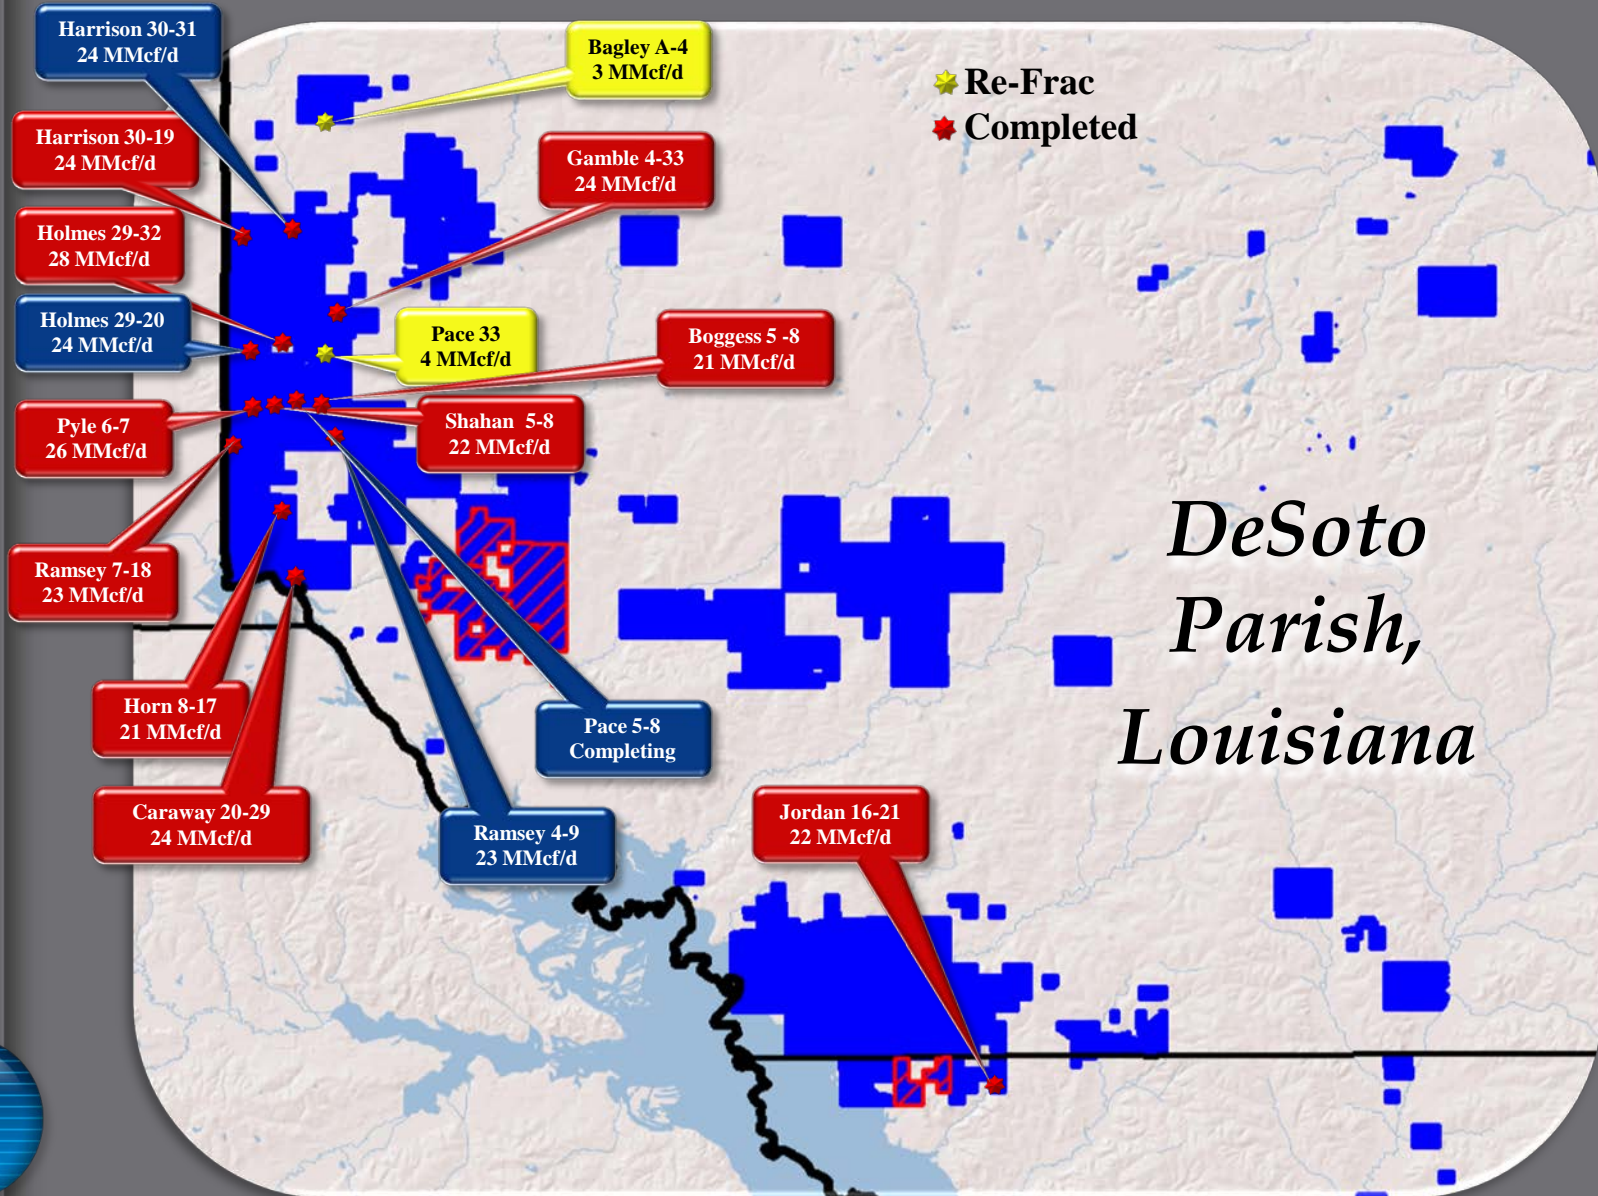 Harrison 30-31
24 MMcf/d
Bagley A-4
3 MMcf/d
Re-Frac
Completed
Harrison 30-19
24 MMcf/d
Gamble 4-33
24 MMcf/d
Holmes 29-32
28 MMcf/d
Holmes 29-20
24 MMcf/d
Pace 33
4 MMcf/d
Boggess 5 -8
21 MMcf/d
Pyle 6-7
26 MMcf/d
Shahan 5-8
22 MMcf/d
DeSoto
Parish,
Louisiana
Ramsey 7-18
23 MMcf/d
Horn 8-17
21 MMcf/d
Pace 5-8
Completing
Caraway 20-29
24 MMcf/d
Ramsey 4-9
23 MMcf/d
Jordan 16-21
22 MMcf/d